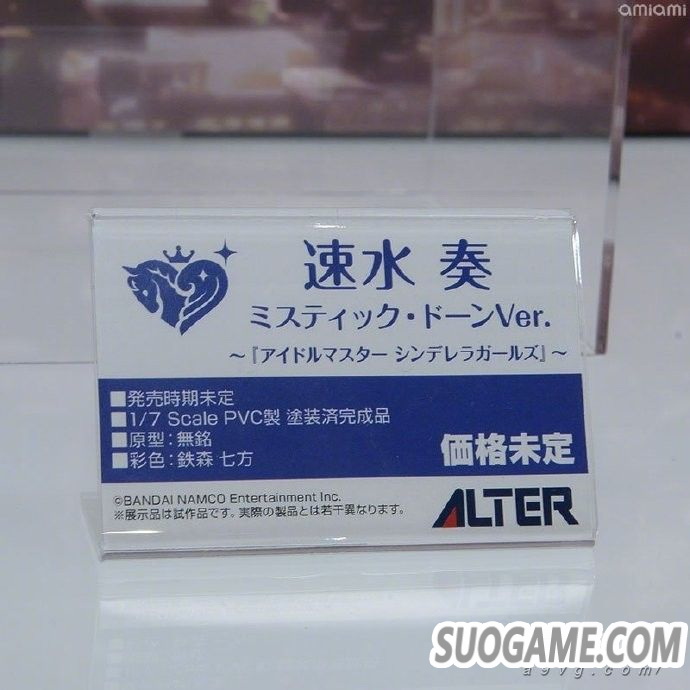 amiami
速水 奏
ミスティック・ドーンVer.
～『アイドルマスター シンデレラガールズ』～
■発売時期未定
■1/7 Scale PVC製 塗装済完成品
■原型：無銘
■彩色：鉄森 七方
価格未定
©BANDAI NAMCO Entertainment Inc.
※展示品は試作品です。実際の製品とは若干異なります。
ALTER
SUOGAME.COM
a9vg.com/